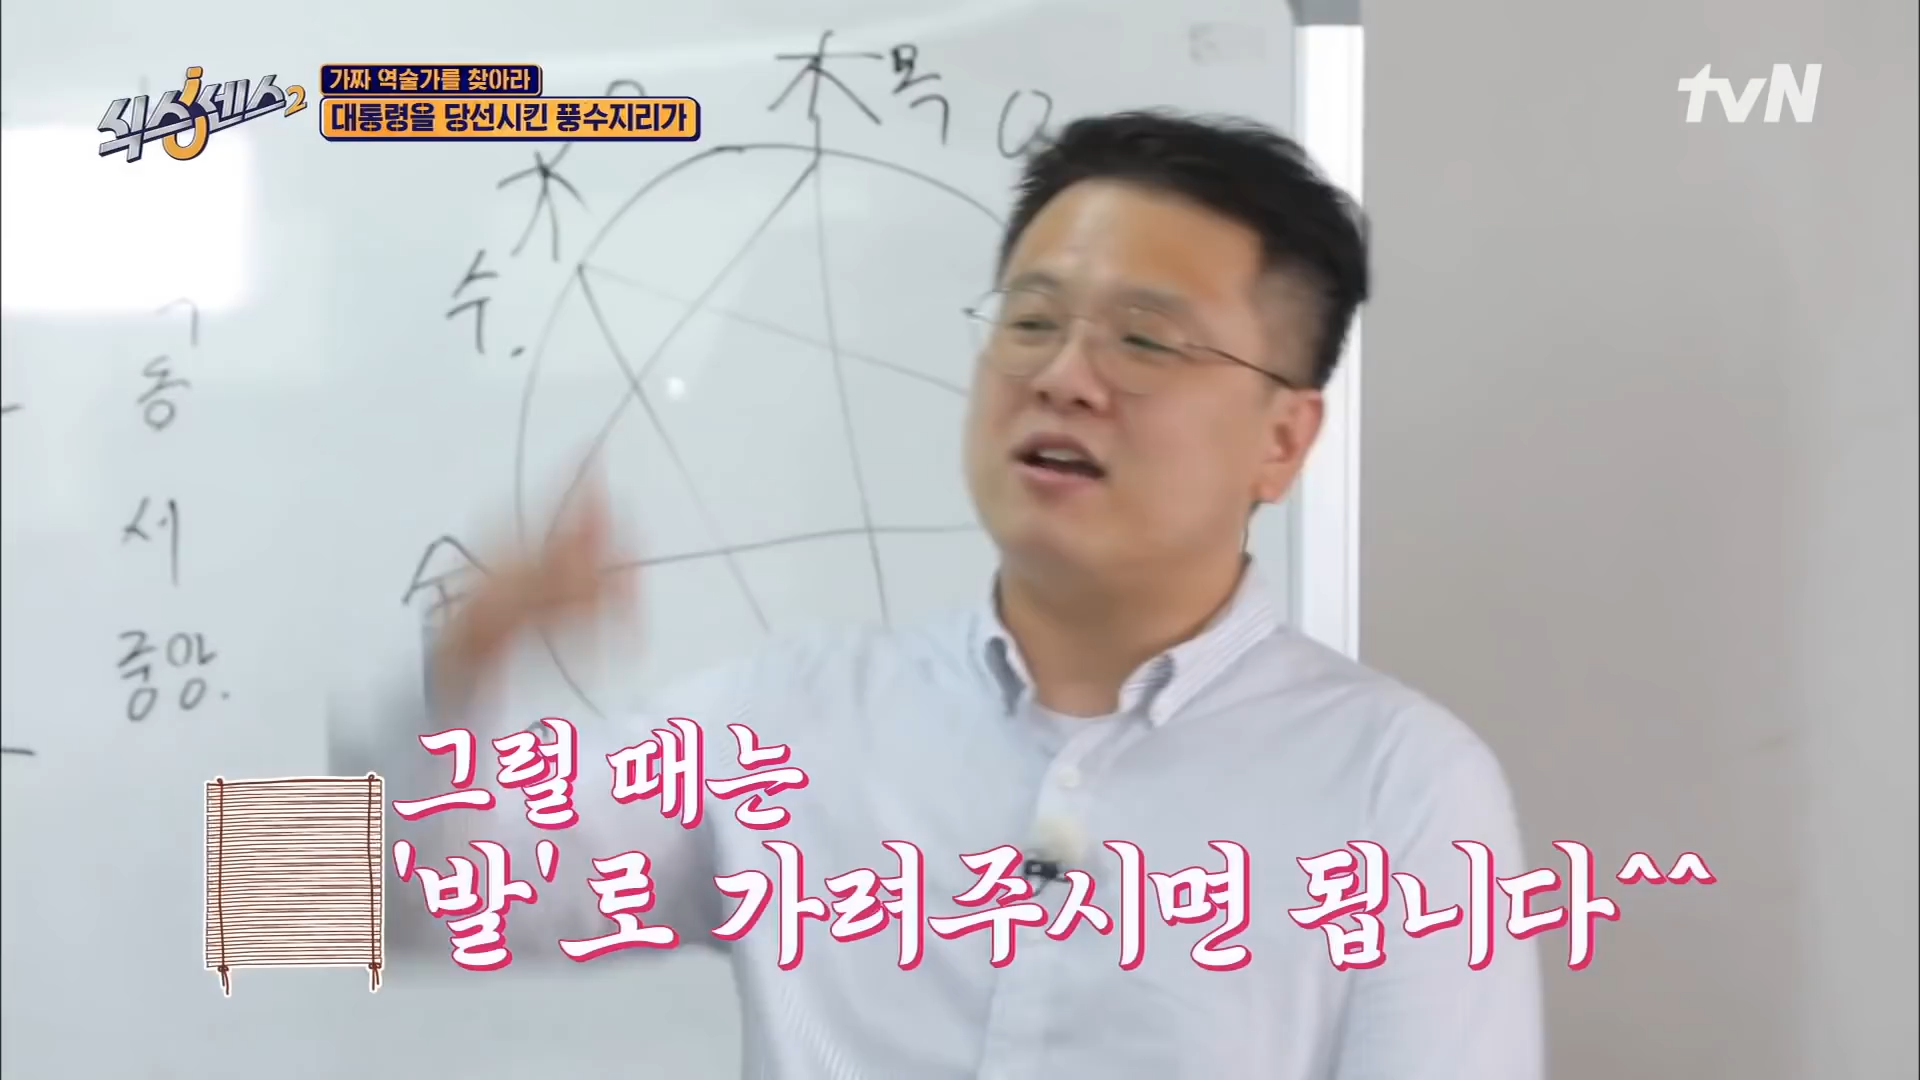 식스센스2
가짜 역술가를 찾아라
대통령을 당선시킨 풍수지리가
tvN
木 목
수.
동
서
중앙.
그럴 때는
'발'로 가려주시면 됩니다^^